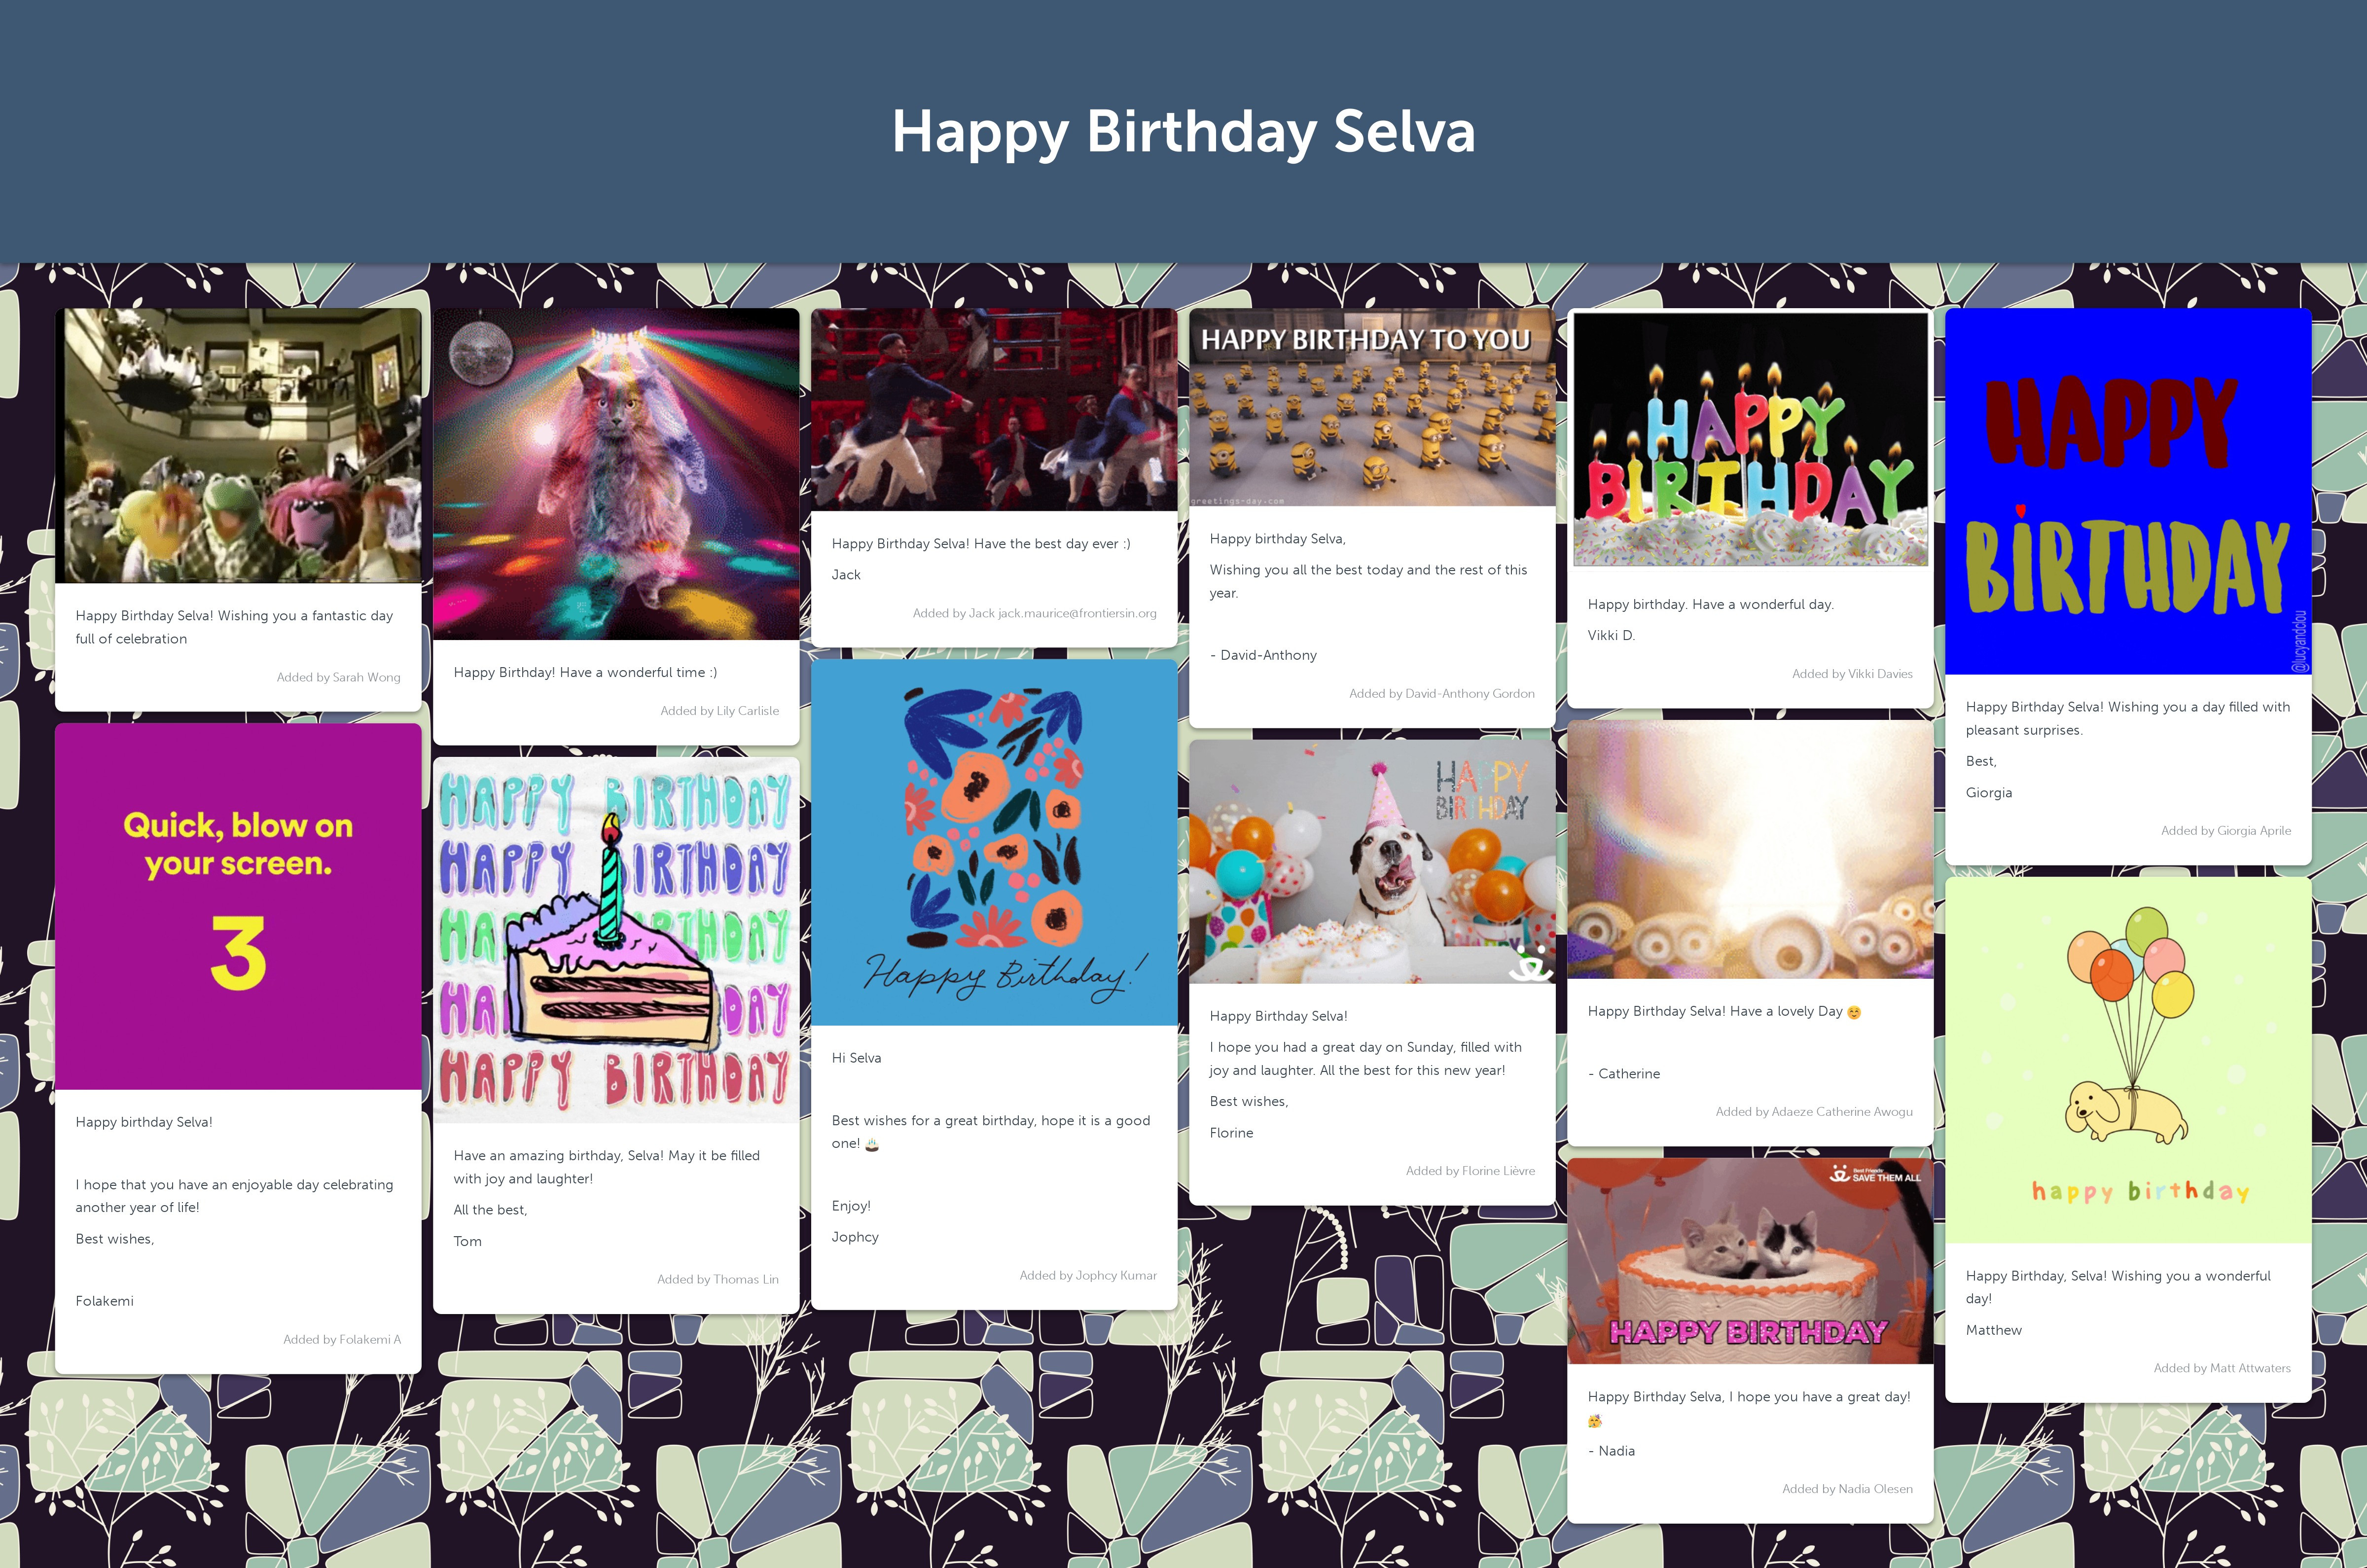 Happy Birthday Selva
Happy Birthday Selva! Wishing you a fantastic day
full of celebration
Added by Sarah Wong
Quick, blow on
your screen.
3
Happy birthday Selva!
I hope that you have an enjoyable day celebrating
another year of life!
Best wishes,
Folakemi
Added by Folakemi A
Happy Birthday! Have a wonderful time :)
Added by Lily Carlisle
HAPPY BIRTHDAY
HAPPY BIRTHDAY
HAP RTHDAY
HAP DAY
HAPPY BIRTHDAY
Have an amazing birthday, Selva! May it be filled
with joy and laughter!
All the best,
Tom
Added by Thomas Lin
Happy Birthday Selva! Have the best day ever :)
Jack
Added by Jack jack.maurice@frontiersin.org
Happy Birthday!
Hi Selva
Best wishes for a great birthday, hope it is a good
one! 🎂
Enjoy!
Jophcy
Added by Jophcy Kumar
HAPPY BIRTHDAY TO YOU
greetings-day-com
Happy birthday Selva,
Wishing you all the best today and the rest of this
year.
- David-Anthony
Added by David-Anthony Gordon
HAPPY
BIRTHDAY
Happy Birthday Selva!
I hope you had a great day on Sunday, filled with
joy and laughter. All the best for this new year!
Best wishes,
Florine
Added by Florine Lièvre
HAPPY
BIRTHDAY
Happy birthday. Have a wonderful day.
Vikki D.
Added by Vikki Davies
Happy Birthday Selva! Have a lovely Day ☺️
- Catherine
Added by Adaeze Catherine Awogu
Best Friends
SAVE THEM ALL
HAPPY BIRTHDAY
Happy Birthday Selva, I hope you have a great day!
🥳
- Nadia
Added by Nadia Olesen
HAPPY
BIRTHDAY
@lucyandclou
Happy Birthday Selva! Wishing you a day filled with
pleasant surprises.
Best,
Giorgia
Added by Giorgia Aprile
happy birthday
Happy Birthday, Selva! Wishing you a wonderful
day!
Matthew
Added by Matt Attwaters